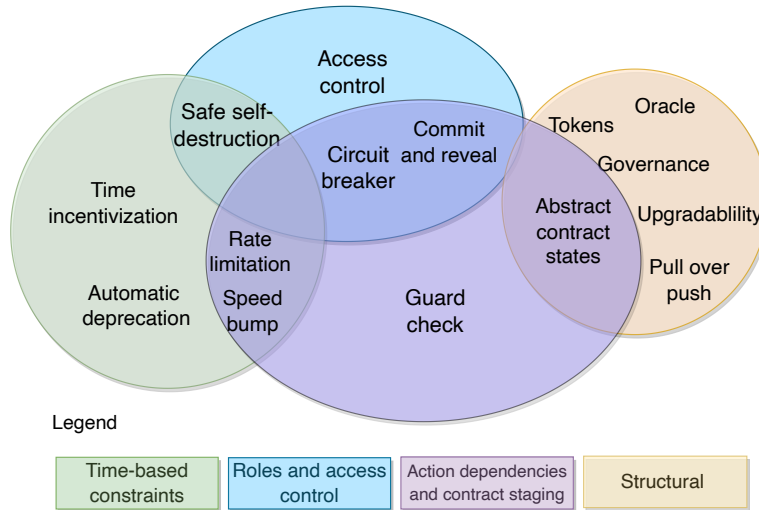 Access
control
Safe self-
destruction
Circuit
breaker
Commit
and reveal
Tokens
Oracle
Governance
Time
incentivization
Rate
limitation
Abstract
contract
states
Upgradablility
Automatic
deprecation
Speed
bump
Guard
check
Pull over
push
Legend
Time-based
constraints
Roles and access
control
Action dependencies
and contract staging
Structural